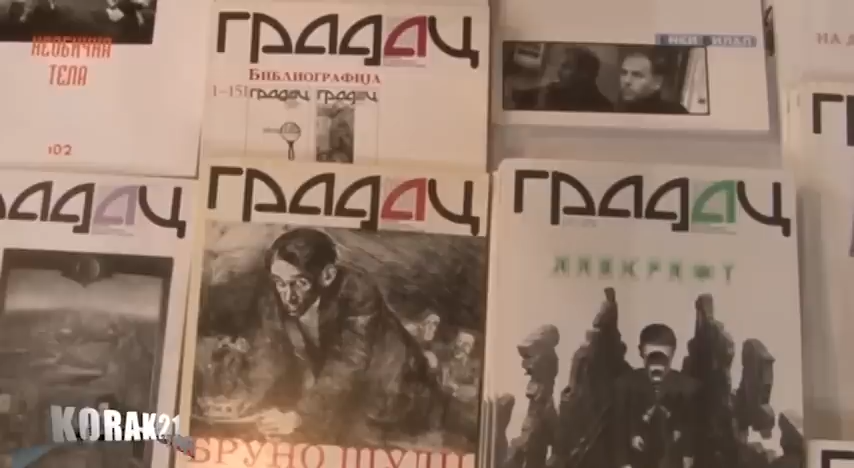 НЕОБИЧНА
ТЕЛА
102
градац
БИБЛИОГРАФИЈА
1–151
градац
градац
НА
градац
градац
БРУНО ШУЛЦ
градац
ЛАВКРАФТ
KORAK21